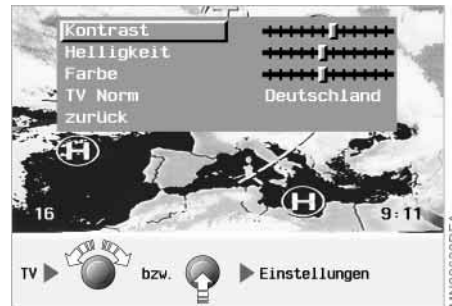 Kontrast
Helligkeit
Farbe
TV Norm Deutschland
zurück
H
H
16 9:11
TV bzw. Einstellungen